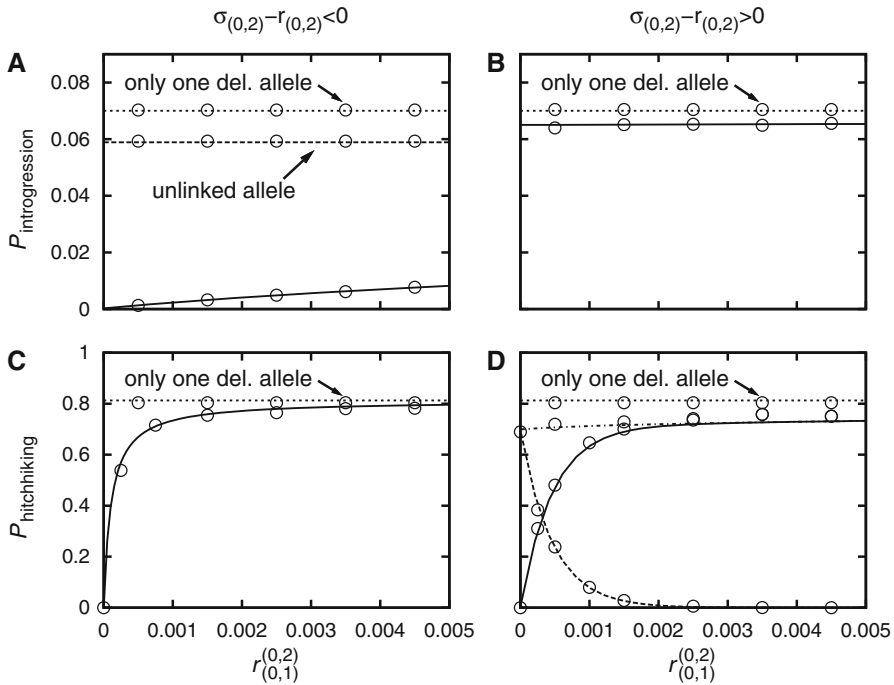 σ(0,2)−r(0,2)<0
σ(0,2)−r(0,2)>0
A
0.08
0.06
0.04
0.02
0
Pintrogression
only one del. allele
unlinked allele
B
only one del. allele
C
1
0.8
0.6
0.4
0.2
0
Phitchhiking
only one del. allele
0 0.001 0.002 0.003 0.004 0.005
r(0,1)(0,2)
D
only one del. allele
0 0.001 0.002 0.003 0.004 0.005
r(0,1)(0,2)